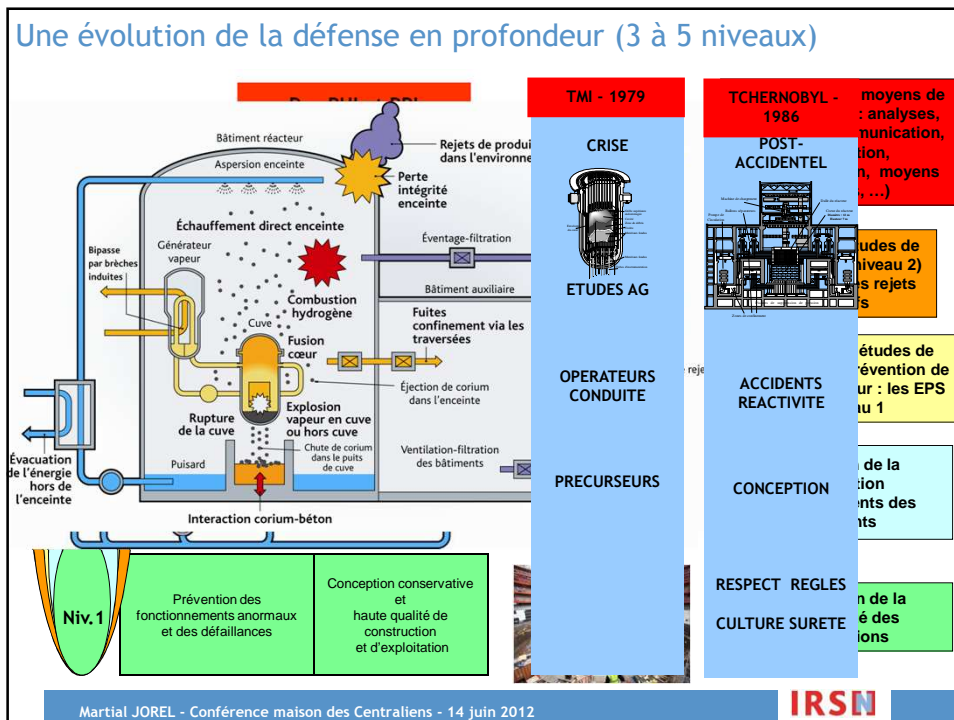 Une évolution de la défense en profondeur (3 à 5 niveaux)
Bâtiment réacteur
Aspersion enceinte
Rejets de produi
dans l'environne
Perte
intégrité
enceinte
Échauffement direct enceinte
Bipasse
par brèches
induites
Générateur
vapeur
Éventage-filtration
Bâtiment auxiliaire
Combustion
hydrogène
Fuites
confinement via les
traversées
Cuve
Fusion
cœur
Éjection de corium
dans l'enceinte
Rupture
de la cuve
Explosion
vapeur en cuve
ou hors cuve
Chute de corium
dans le puits
de cuve
Évacuation
de l'énergie
hors de
l'enceinte
Puisard
Ventilation-filtration
des bâtiments
Interaction corium-béton
e reje
TMI - 1979
CRISE
ETUDES AG
OPERATEURS
CONDUITE
PRECURSEURS
TCHERNOBYL -
1986
POST-
ACCIDENTEL
ACCIDENTS
REACTIVITE
CONCEPTION
RESPECT REGLES
CULTURE SURETE
moyens de
: analyses,
munication,
tion,
n, moyens
s, …)
tudes de
niveau 2)
es rejets
fs
études de
révention de
ur : les EPS
au 1
n de la
tion
ents des
nts
n de la
é des
ions
Niv.1
Prévention des
fonctionnements anormaux
et des défaillances
Conception conservative
et
haute qualité de
construction
et d'exploitation
Martial JOREL - Conférence maison des Centraliens - 14 juin 2012
IRSN